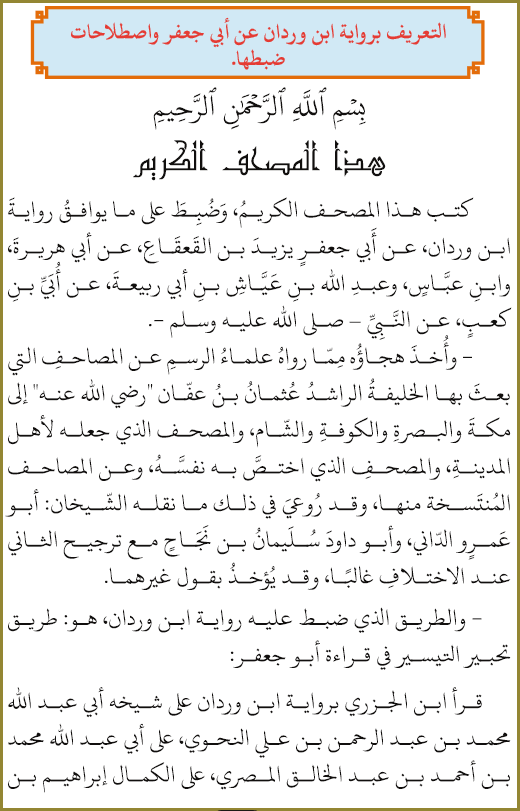 التعريف برواية ابن وردان عن أبي جعفر واصطلاحات
ضبطها.
بِسْمِ ٱللَّهِ ٱلرَّحْمَٰنِ ٱلرَّحِيمِ
هذا المصحف الكريم
كتب هذا المصحف الكريمُ، وَضُبِطَ على ما يوافقُ روايةَ
ابن وردان، عن أَبي جعفرٍ يزيدَ بن القَعقَاعِ، عن أبي هريرةَ،
وابنِ عبَّاسٍ، وعبدِ الله بنِ عَيَّاشِ بنِ أبي ربيعةَ، عن أُبَيِّ بنِ
كعبٍ، عن النَّبِيِّ – صلى الله عليه وسلم -.
- وأُخذَ هجاؤُه مِمّا رواهُ علماءُ الرسمِ عن المصاحفِ التي
بعثَ بها الخليفةُ الراشدُ عُثمانُ بنُ عفّان "رضي الله عنه" إلى
مكةَ والبصرةِ والكوفةِ والشّام، والمصحف الذي جعله لأهل
المدينةِ، والمصحفِ الذي اختصَّ به نفسَّهُ، وعن المصاحف
المُنتَسخة منها، وقد رُوعيَ في ذلك ما نقله الشّيخان: أبو
عَمرٍو الدّاني، وأبو داودَ سُلَيمانُ بن نَجَاحٍ مع ترجيح الثاني
عند الاختلافِ غالبًا، وقد يُؤخذُ بقول غيرهما.
- والطريق الذي ضبط عليه رواية ابن وردان، هو: طريق
تحبير التيسير في قراءة أبو جعفر:
قرأ ابن الجزري برواية ابن وردان على شيخه أبي عبد الله
محمد بن عبد الرحمن بن علي النحوي، على أبي عبد الله محمد
بن أحمد بن عبد الخالق المصري، على الكمال إبراهيم بن